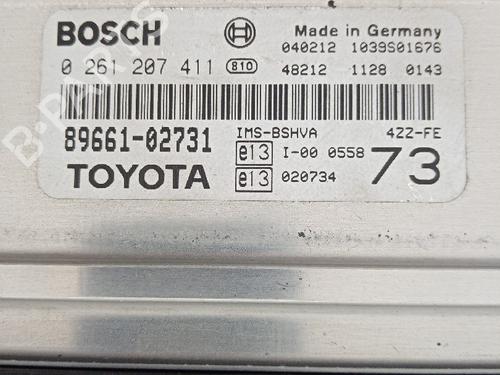 BOSCH Made in Germany
040212 1039S01676
0 261 207 411 810 48212 1128 0143
89661-02731 IMS-BSHVA 4ZZ-FE
e13 I-00 0558 73
TOYOTA e13 020734
B-PARTS